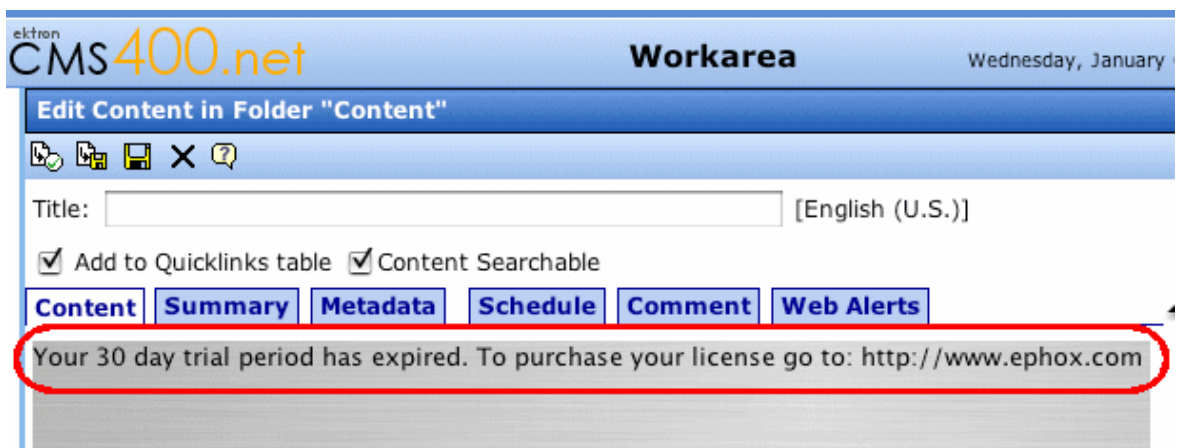 ektron
CMS400.net
Workarea
Wednesday, January
Edit Content in Folder "Content"
Title: [English (U.S.)]
Add to Quicklinks table Content Searchable
Content Summary Metadata Schedule Comment Web Alerts
Your 30 day trial period has expired. To purchase your license go to: http://www.ephox.com